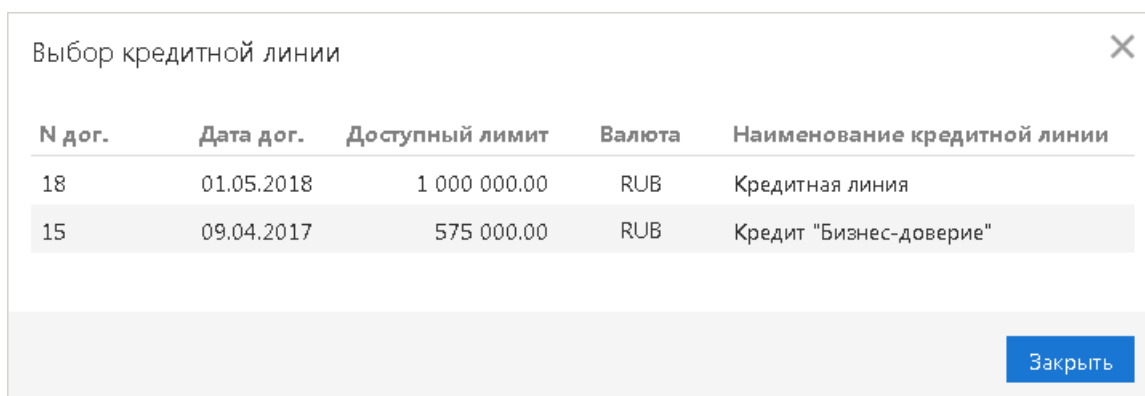 Выбор кредитной линии
N дог. Дата дог. Доступный лимит Валюта Наименование кредитной линии
18 01.05.2018 1 000 000.00 RUB Кредитная линия
15 09.04.2017 575 000.00 RUB Кредит "Бизнес-доверие"
Закрыть